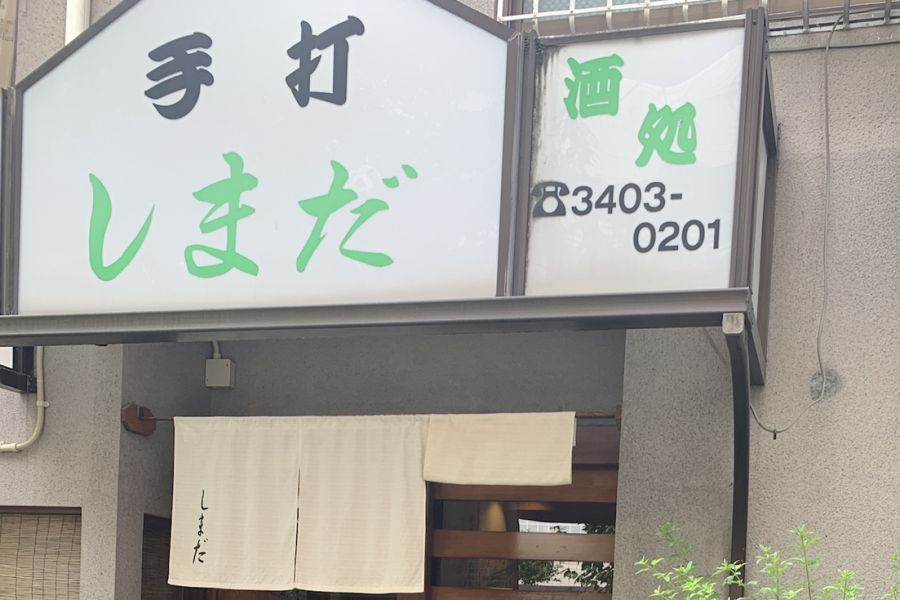 手打
しまだ
酒処
☎3403-
0201
しまだ